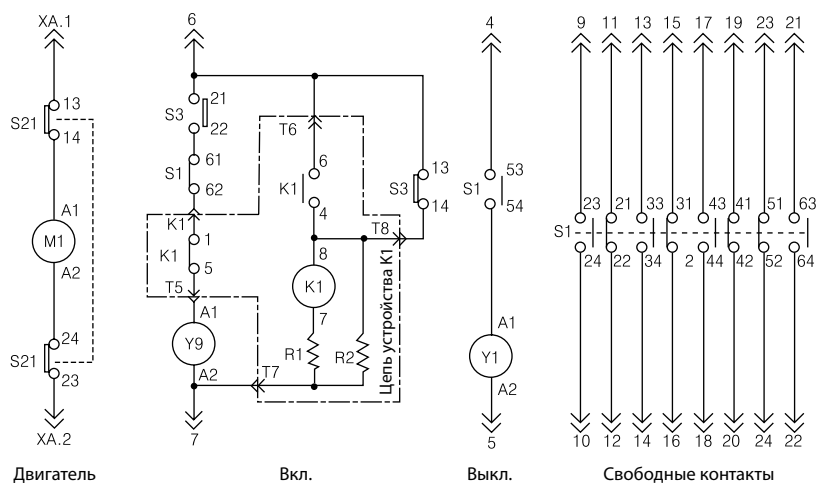 XA.1
6
4
9 11 13 15 17 19 23 21
S21
13
14
S3
21
22
T6
S1
61
62
6
K1
4
S3
13
14
S1
53
54
23 21 33 31 43 41 51 63
S1
24 22 34 2 44 42 52 64
A1
M1
A2
K1
1
K1
5
T5
T8
8
K1
7
Цепь устройства K1
A1
Y9
A2
R1
R2
T7
A1
Y1
A2
S21
24
23
XA.2
7
5
10 12 14 16 18 20 24 22
Двигатель
Вкл.
Выкл.
Свободные контакты